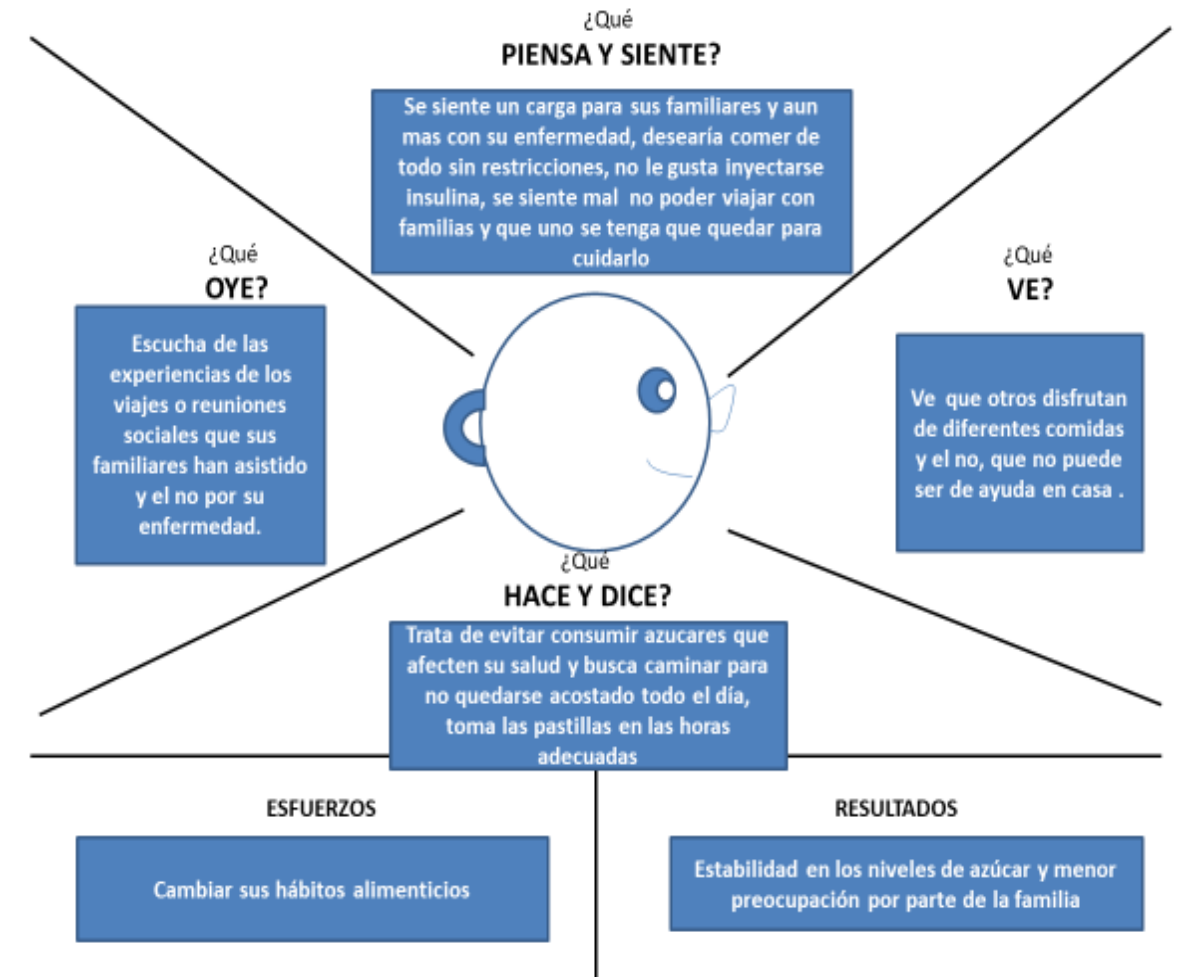 ¿Qué
PIENSA Y SIENTE?
Se siente un carga para sus familiares y aun
mas con su enfermedad, desearía comer de
todo sin restricciones, no le gusta inyectarse
insulina, se siente mal no poder viajar con
familias y que uno se tenga que quedar para
cuidarlo
¿Qué
OYE?
Escucha de las
experiencias de los
viajes o reuniones
sociales que sus
familiares han asistido
y el no por su
enfermedad.
¿Qué
VE?
Ve que otros disfrutan
de diferentes comidas
y el no, que no puede
ser de ayuda en casa .
¿Qué
HACE Y DICE?
Trata de evitar consumir azucares que
afecten su salud y busca caminar para
no quedarse acostado todo el día,
toma las pastillas en las horas
adecuadas
ESFUERZOS
Cambiar sus hábitos alimenticios
RESULTADOS
Estabilidad en los niveles de azúcar y menor
preocupación por parte de la familia